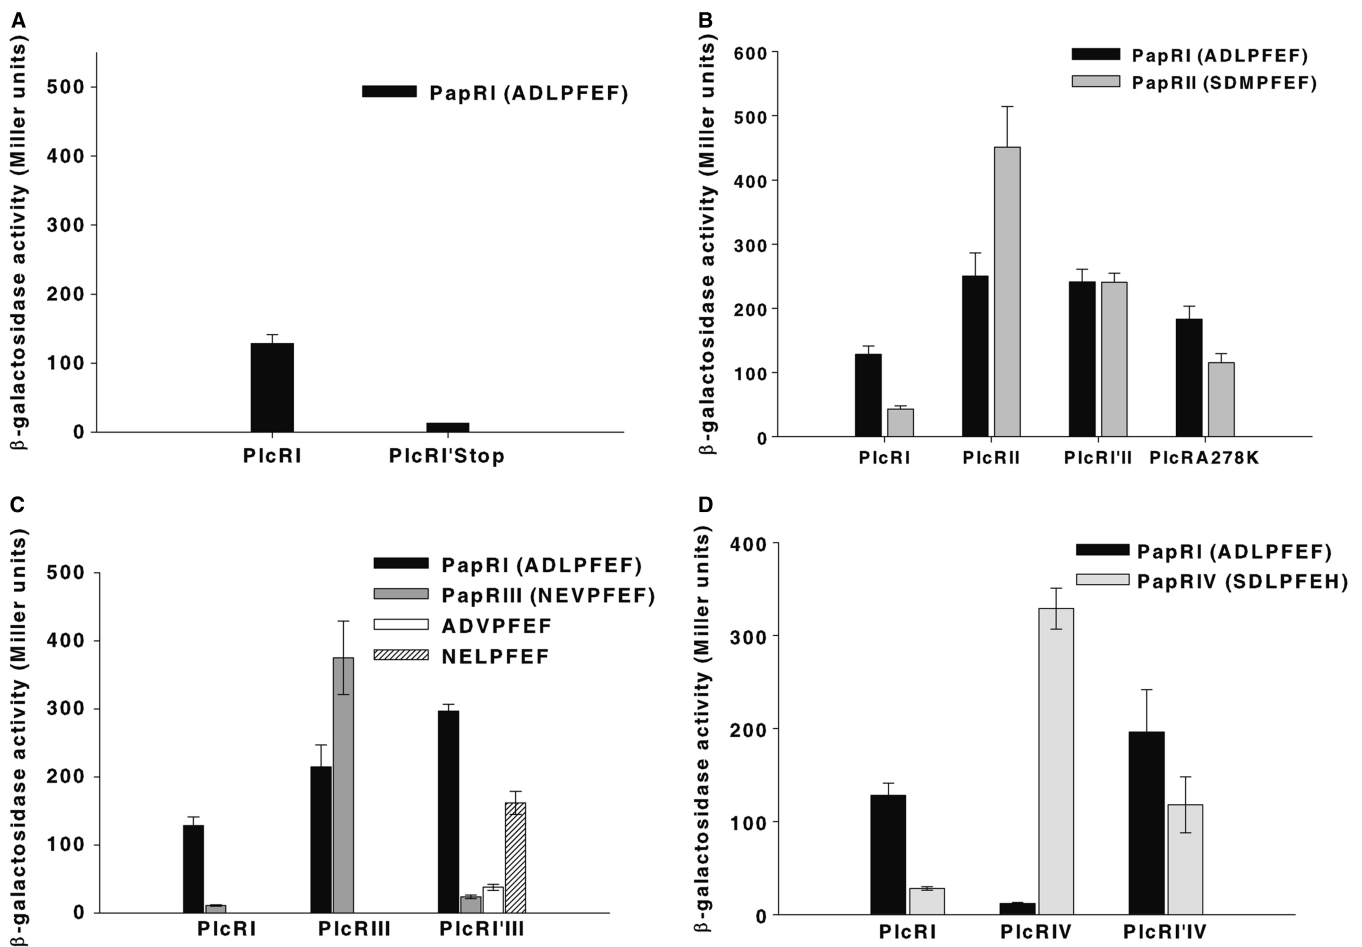 A
β-galactosidase activity (Miller units)
500
400
300
200
100
0
PapRI (ADLPFEF)
PlcRI PlcRI'Stop
B
β-galactosidase activity (Miller units)
600
500
400
300
200
100
0
PapRI (ADLPFEF)
PapRII (SDMPFEF)
PlcRI PlcRII PlcRI'II PlcRA278K
C
β-galactosidase activity (Miller units)
500
400
300
200
100
0
PapRI (ADLPFEF)
PapRIII (NEVPFEF)
ADVPFEF
NELPFEF
PlcRI PlcRIII PlcRI'III
D
β-galactosidase activity (Miller units)
400
300
200
100
0
PapRI (ADLPFEF)
PapRIV (SDLPFEH)
PlcRI PlcRIV PlcRI'IV